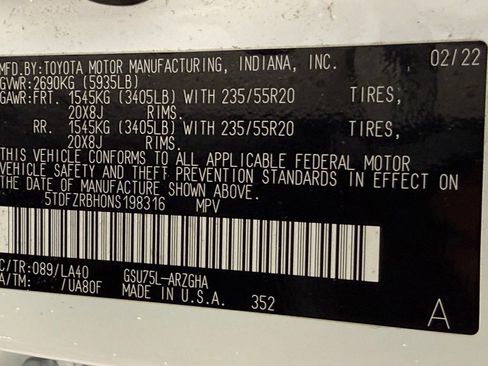 MFD.BY:TOYOTA MOTOR MANUFACTURING, INDIANA, INC. 02/22
GVWR:2690KG (5935LB)
GAWR:FRT. 1545KG (3405LB) WITH 235/55R20 TIRES,
20X8J RIMS.
RR. 1545KG (3405LB) WITH 235/55R20 TIRES,
20X8J RIMS.
THIS VEHICLE CONFORMS TO ALL APPLICABLE FEDERAL MOTOR
VEHICLE SAFETY AND THEFT PREVENTION STANDARDS IN EFFECT ON
THE DATE OF MANUFACTURE SHOWN ABOVE.
5TDFZRBH0NS198316 MPV
C/TR:089/LA40 GSU75L-ARZGHA
A/TM: /UA80F MADE IN U.S.A. 352 A